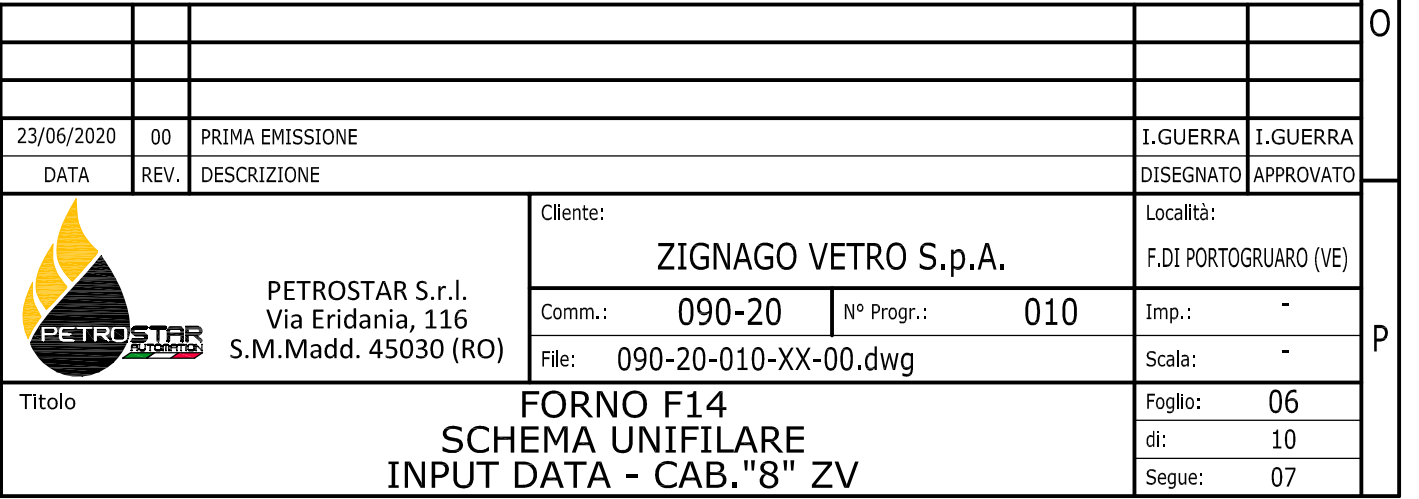 O
23/06/2020 00 PRIMA EMISSIONE I.GUERRA I.GUERRA
DATA REV. DESCRIZIONE DISEGNATO APPROVATO
PETROSTAR
AUTOMATION
PETROSTAR S.r.l.
Via Eridania, 116
S.M.Madd. 45030 (RO)
Cliente:
ZIGNAGO VETRO S.p.A.
Località:
F.DI PORTOGRUARO (VE)
Comm.: 090-20 N° Progr.: 010 Imp.: -
File: 090-20-010-XX-00.dwg Scala: -
P
Titolo
FORNO F14
SCHEMA UNIFILARE
INPUT DATA - CAB."8" ZV
Foglio: 06
di: 10
Segue: 07